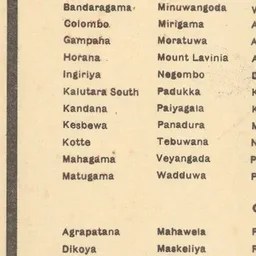 Bandaragama Minuwangoda
Colombo Mirigama
Gampaha Moratuwa
Horana Mount Lavinia
Ingiriya Negombo
Kalutara South Padukka
Kandana Paiyagala
Kesbewa Panadura
Kotte Tebuwana
Mahagama Veyangada
Matugama Wadduwa
Agrapatana Mahawela
Dikoya Maskeliya